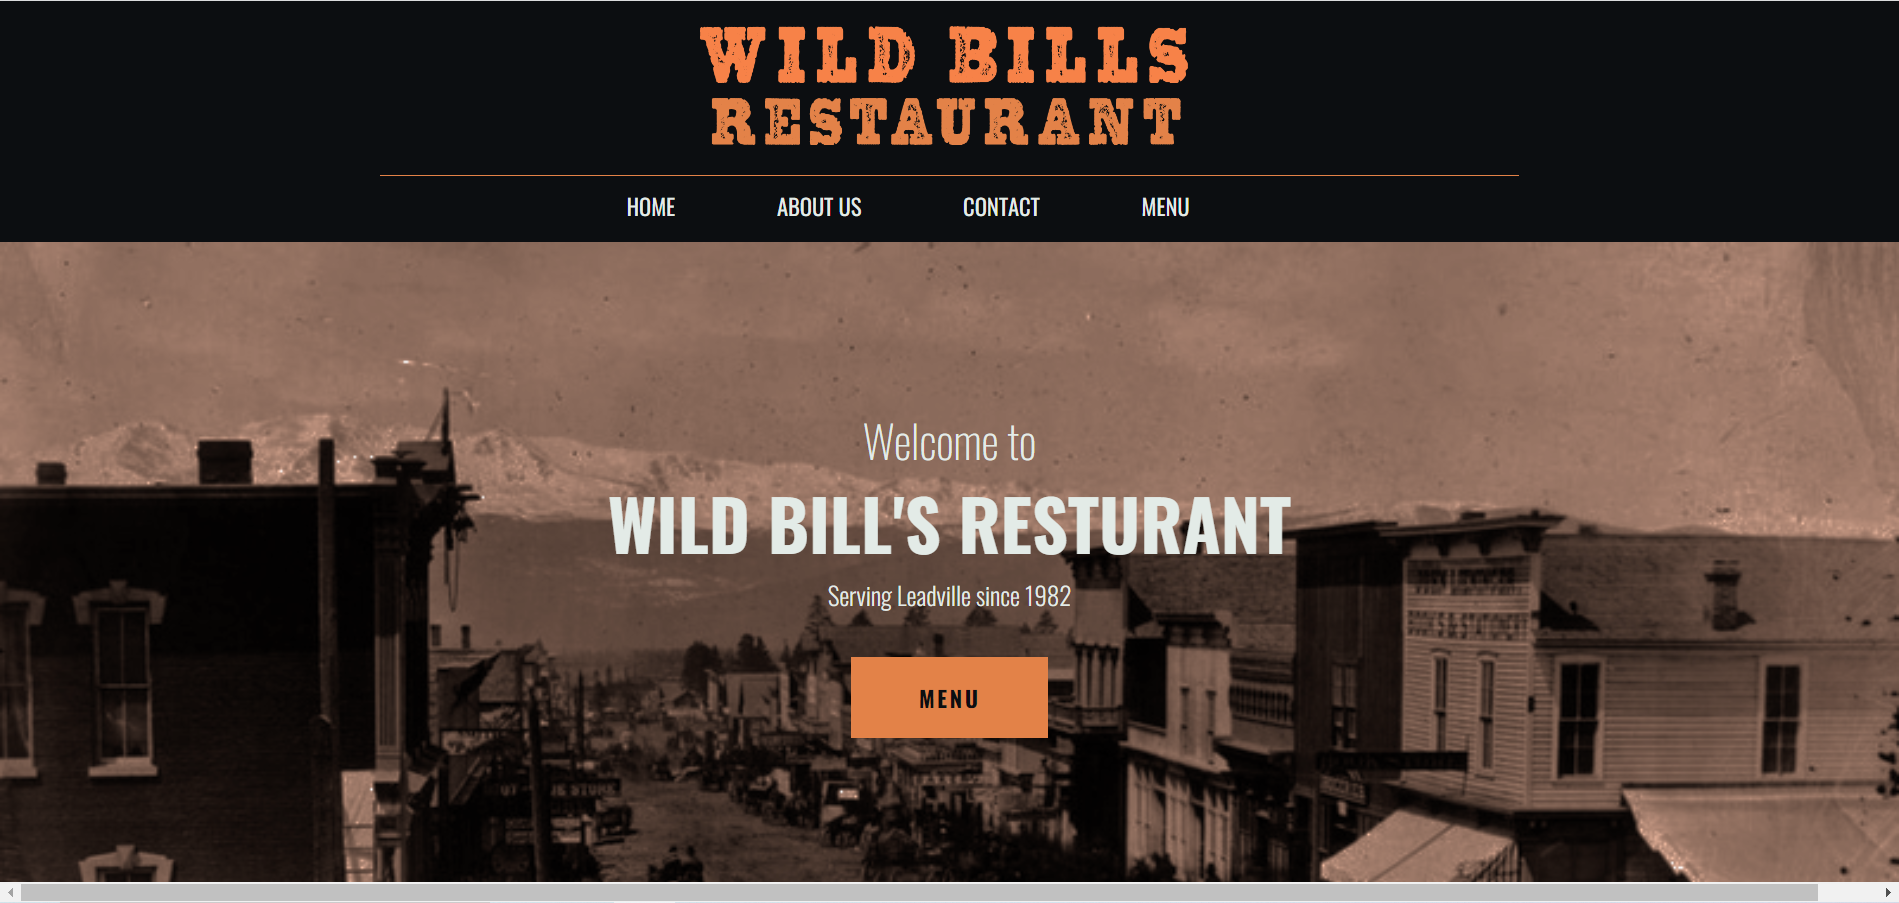 WILD BILLS
RESTAURANT
HOME ABOUT US CONTACT MENU
Welcome to
WILD BILL'S RESTURANT
Serving Leadville since 1982
MENU